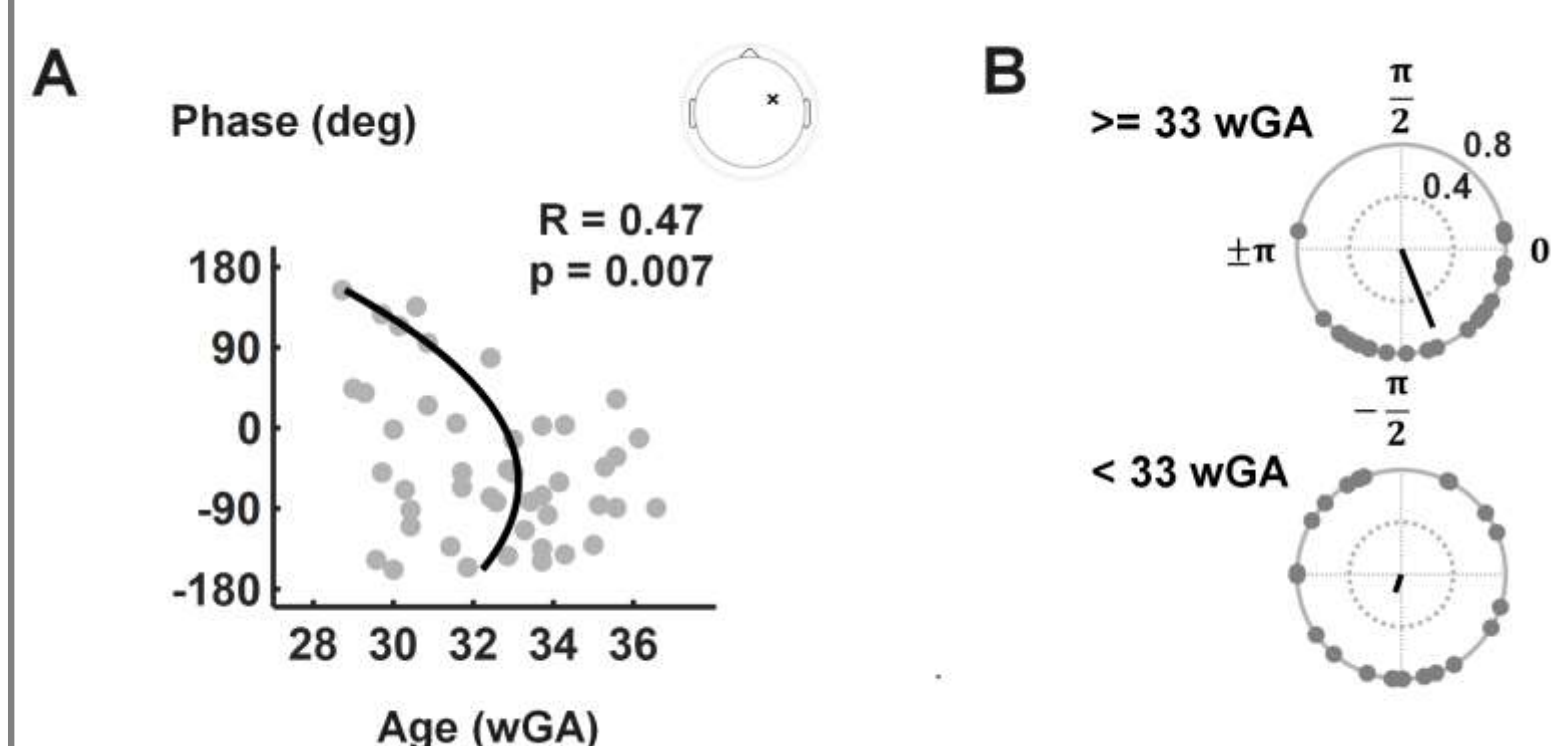 A
Phase (deg)
R = 0.47
p = 0.007
180
90
0
-90
-180
28 30 32 34 36
Age (wGA)
B
>= 33 wGA
π
2
0.8
0.4
±π
0
− π
2
< 33 wGA